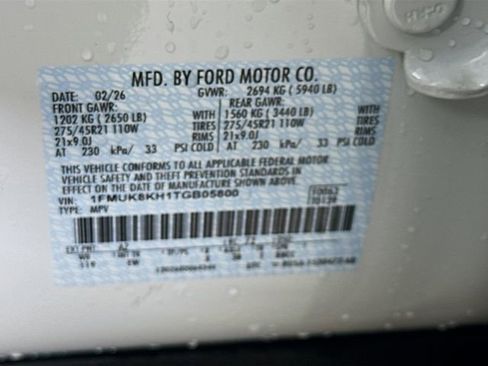 MFD. BY FORD MOTOR CO.
DATE: 02/26 GVWR: 2694 KG ( 5940 LB)
FRONT GAWR: REAR GAWR:
1202 KG ( 2650 LB) WITH 1560 KG ( 3440 LB) WITH
275/45R21 110W TIRES 275/45R21 110W TIRES
21x9.0J RIMS 21x9.0J RIMS
AT 230 kPa/ 33 PSI COLD AT 230 kPa/ 33 PSI COLD
THIS VEHICLE CONFORMS TO ALL APPLICABLE FEDERAL MOTOR
VEHICLE SAFETY AND THEFT PREVENTION STANDARDS IN EFFECT
ON THE DATE OF MANUFACTURE SHOWN ABOVE.
VIN: 1FMUK8KH1TGB05800
TYPE: MPV
EXT PNT: AZ